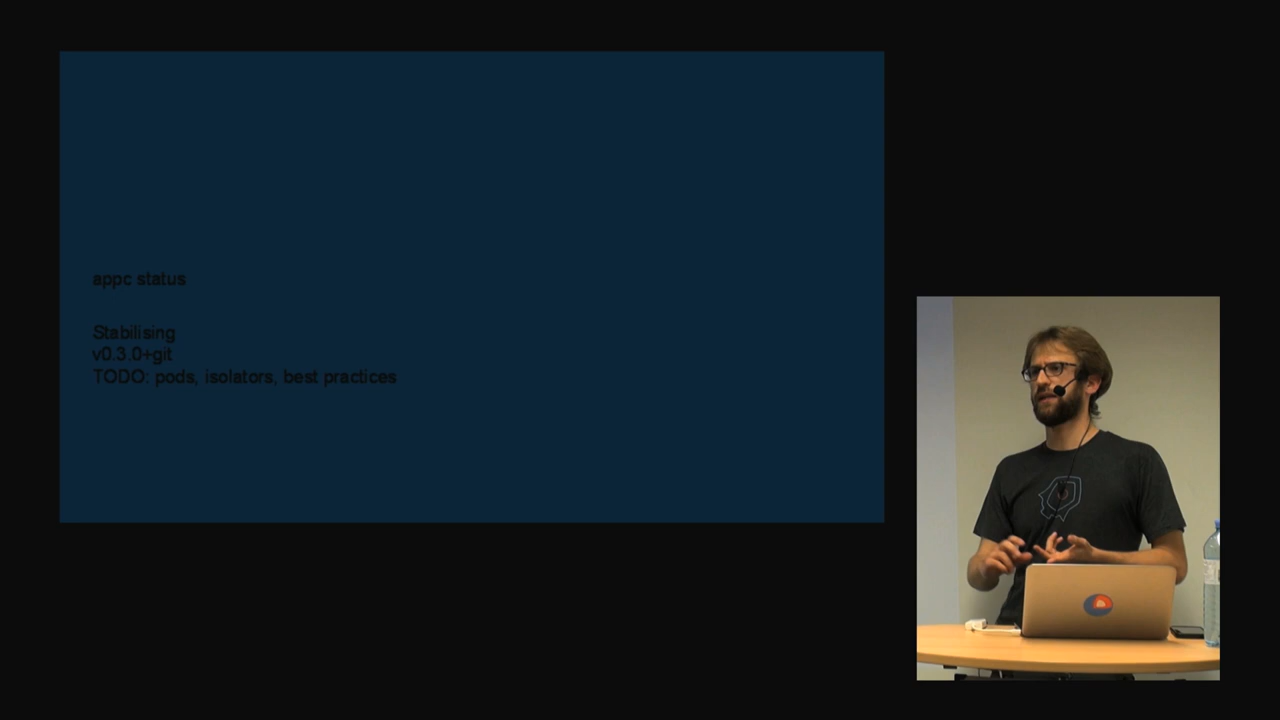 appc status
Stabilising
v0.3.0+git
TODO: pods, isolators, best practices